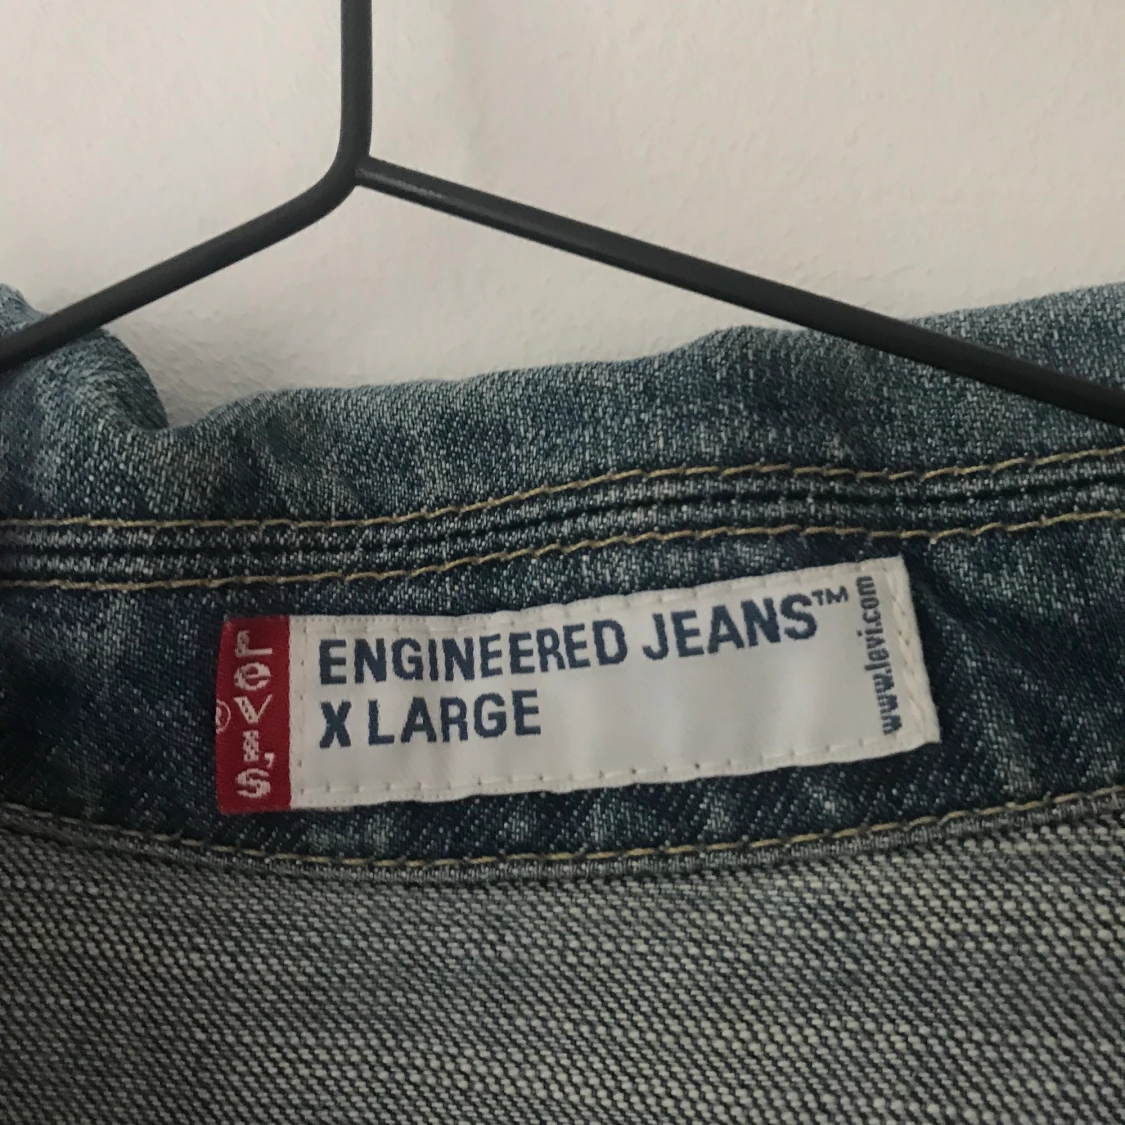 LEVI'S
®
ENGINEERED JEANS™
X LARGE
www.levi.com